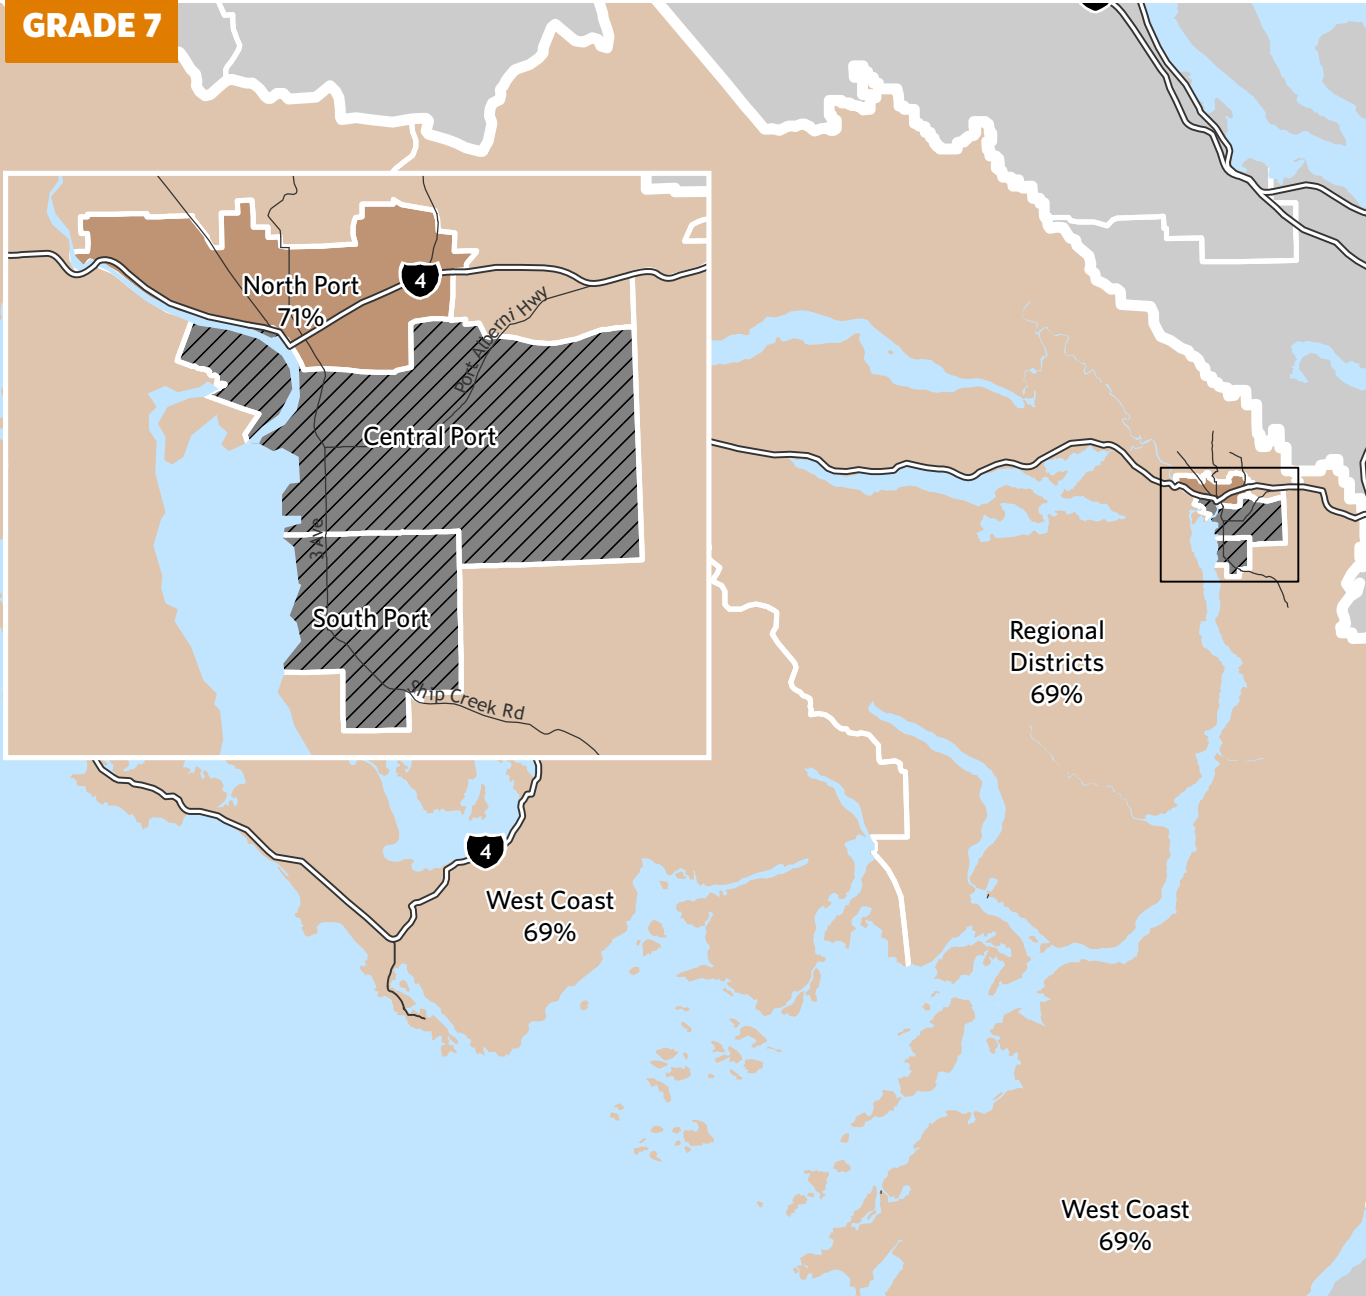 GRADE 7
North Port
71%
4
Port Alberni Hwy
Central Port
3 Ave
South Port
Ship Creek Rd
Regional
Districts
69%
4
West Coast
69%
West Coast
69%